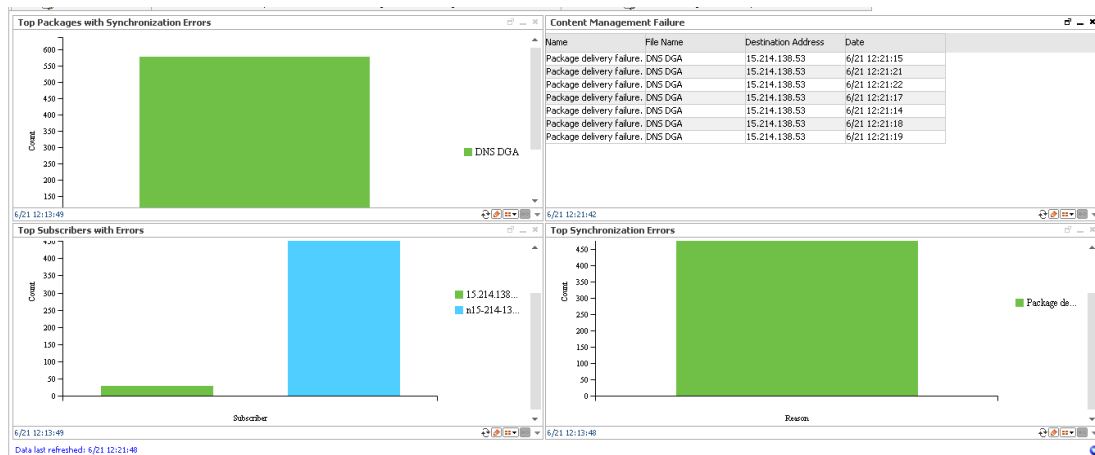 Top Packages with Synchronization Errors
600
550
500
450
400
350
300
250
200
150
Count
DNS DGA
6/21 12:13:49
Content Management Failure
Name File Name Destination Address Date
Package delivery failure. DNS DGA 15.214.138.53 6/21 12:21:15
Package delivery failure. DNS DGA 15.214.138.53 6/21 12:21:21
Package delivery failure. DNS DGA 15.214.138.53 6/21 12:21:22
Package delivery failure. DNS DGA 15.214.138.53 6/21 12:21:17
Package delivery failure. DNS DGA 15.214.138.53 6/21 12:21:14
Package delivery failure. DNS DGA 15.214.138.53 6/21 12:21:18
Package delivery failure. DNS DGA 15.214.138.53 6/21 12:21:19
6/21 12:21:42
Top Subscribers with Errors
450
400
350
300
250
200
150
100
50
0
Count
Subscriber
15.214.138...
n15-214-13...
6/21 12:13:49
Top Synchronization Errors
450
400
350
300
250
200
150
100
50
0
Count
Reason
Package de...
6/21 12:13:48
Data last refreshed: 6/21 12:21:48